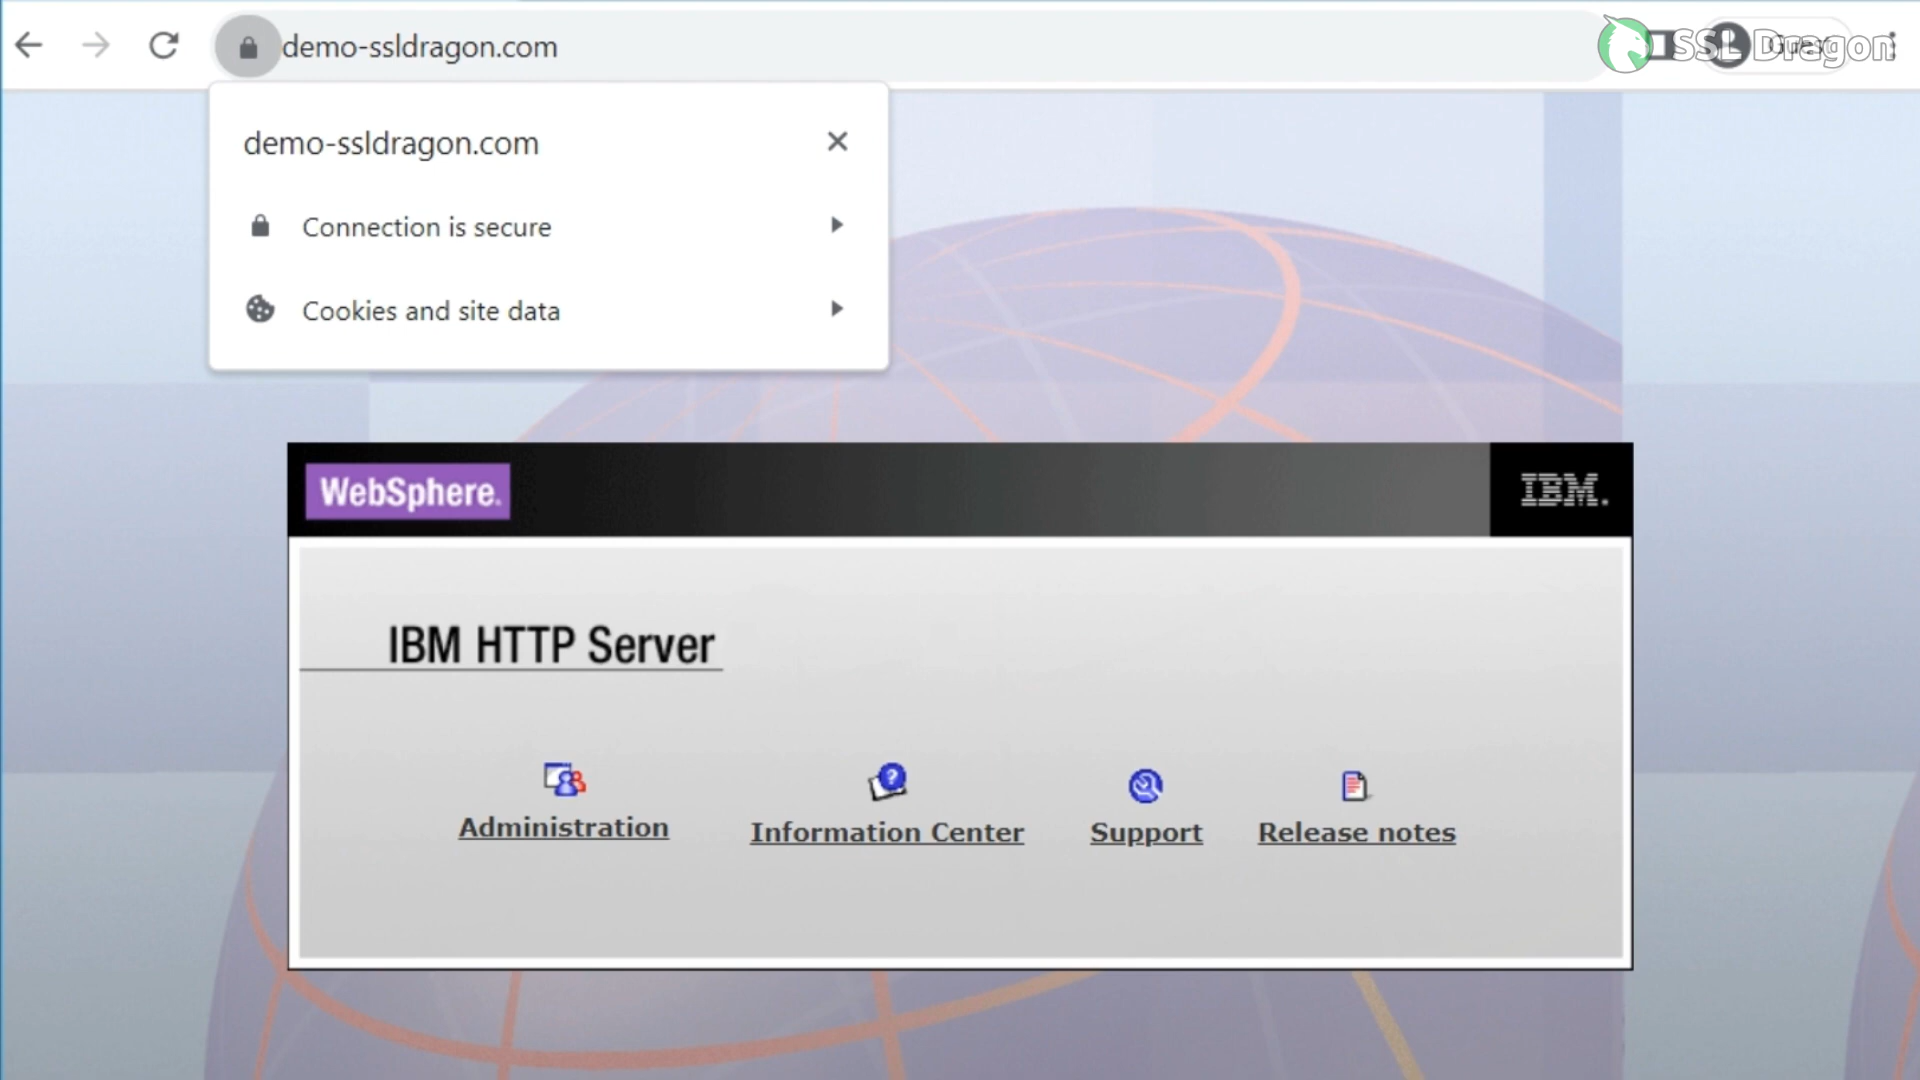 demo-ssldragon.com
SSL Dragon
demo-ssldragon.com
Connection is secure
Cookies and site data
WebSphere.
IBM.
IBM HTTP Server
Administration
Information Center
Support
Release notes